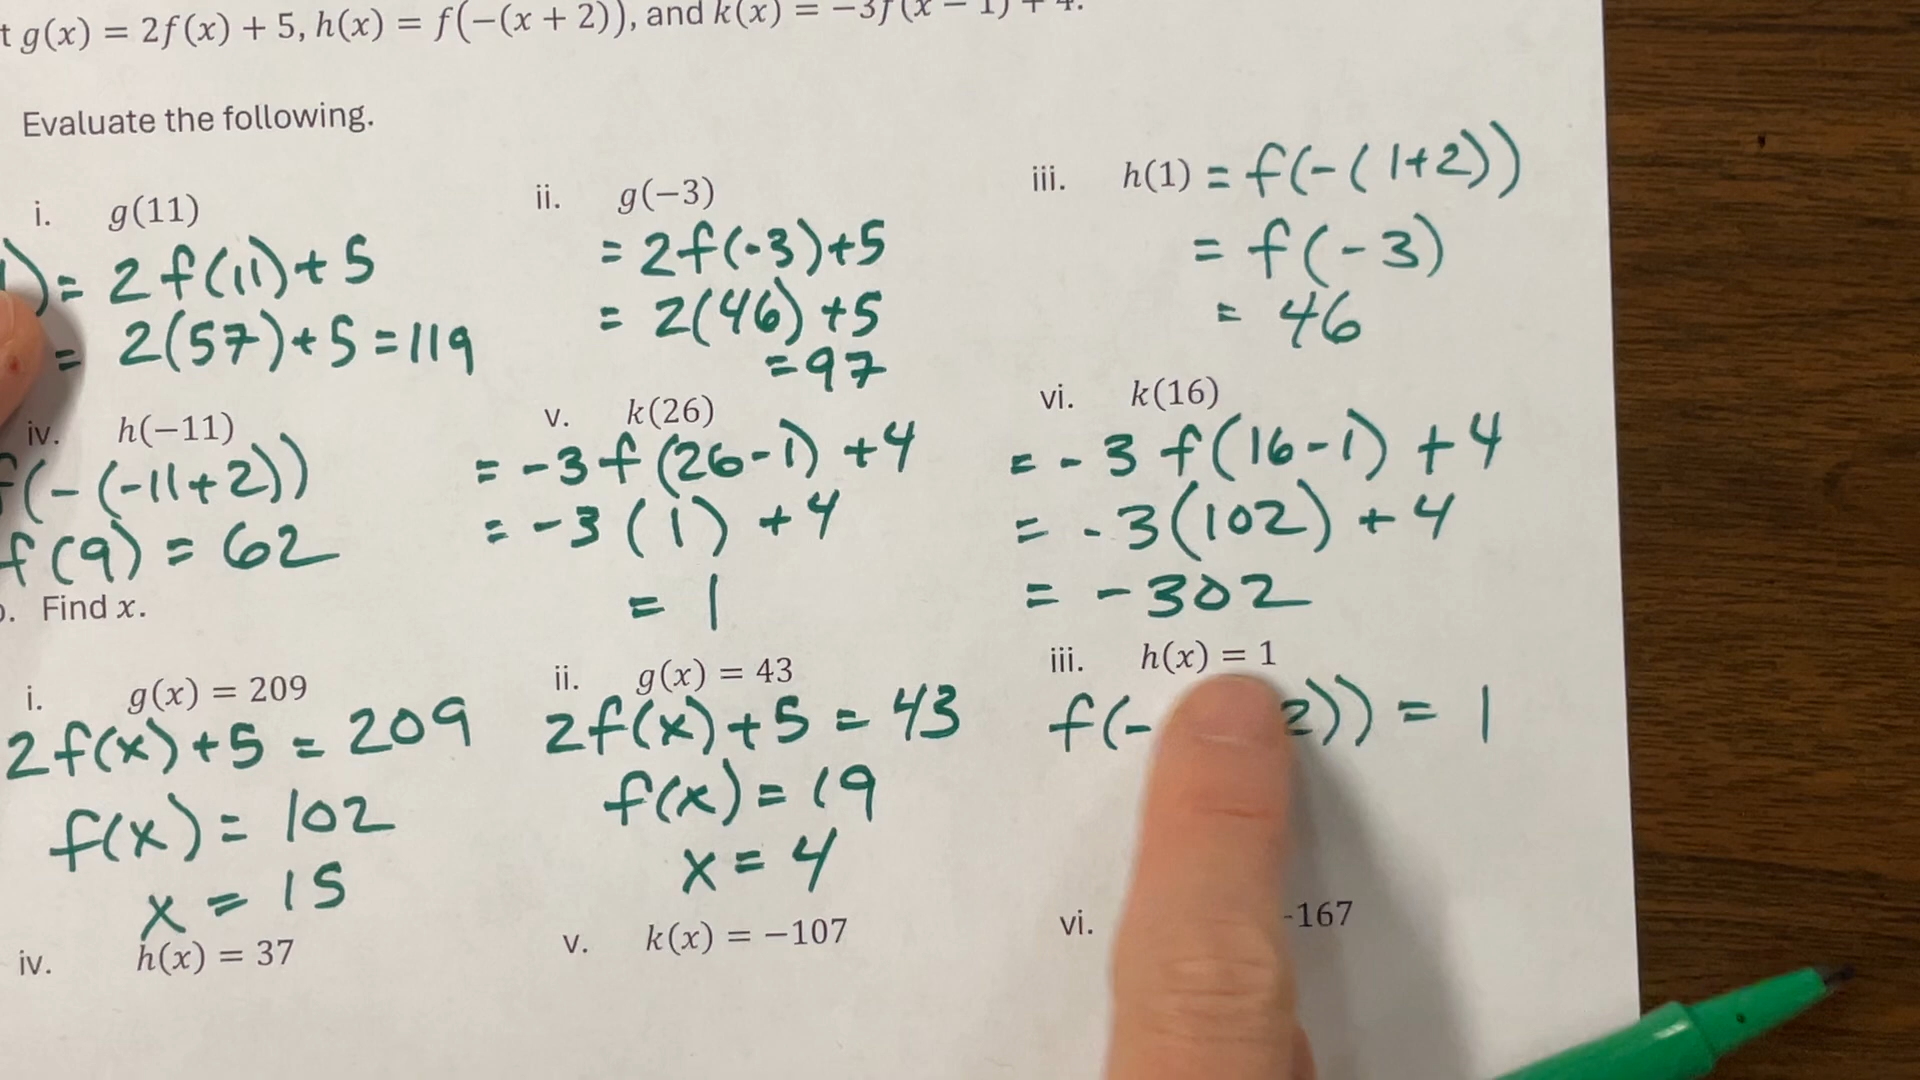 t g(x) = 2f(x) + 5, h(x) = f(−(x + 2)), and k(x) = −3f(x − 1) + 4.
Evaluate the following.
i. g(11)
) = 2f(11)+5
= 2(57)+5 = 119
ii. g(−3)
= 2f(-3)+5
= 2(46)+5
= 97
iii. h(1) = f(-(1+2))
= f(-3)
= 46
iv. h(−11)
f(-(-11+2))
f(9) = 62
v. k(26)
= -3f(26-1)+4
= -3(1)+4
= 1
vi. k(16)
= -3f(16-1)+4
= -3(102)+4
= -302
. Find x.
i. g(x) = 209
2f(x)+5 = 209
f(x) = 102
x = 15
ii. g(x) = 43
2f(x)+5 = 43
f(x) = 19
x = 4
iii. h(x) = 1
f(- 2)) = 1
iv. h(x) = 37
v. k(x) = −107
vi. -167